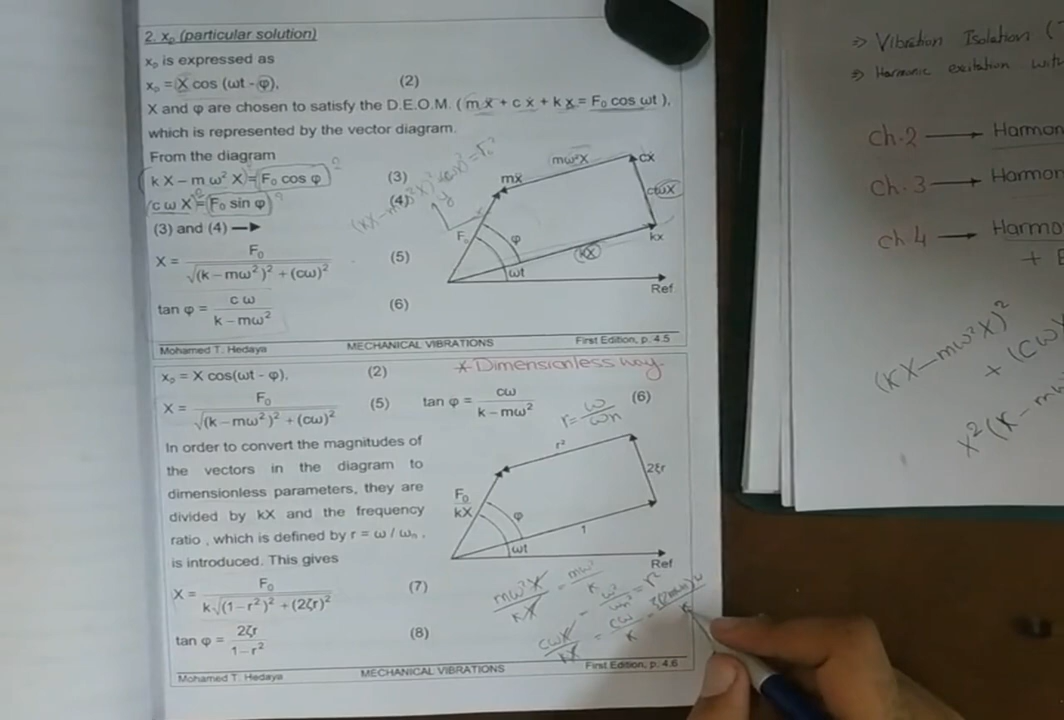 2. xₚ (particular solution)
xₚ is expressed as
xₚ = X cos (ωt - φ), (2)
X and φ are chosen to satisfy the D.E.O.M. ( m ẍ + c ẋ + k x = F₀ cos ωt ),
which is represented by the vector diagram.
From the diagram
k X – m ω² X = F₀ cos φ (3)
c ω X = F₀ sin φ (4)
(3) and (4) →
X = F₀ / √((k – mω²)² + (cω)²) (5)
tan φ = c ω / (k – mω²) (6)
mω²X
cẋ
mẍ
cωX
F₀
φ
kX
kx
ωt
Ref
Mohamed T. Hedaya MECHANICAL VIBRATIONS First Edition, p. 4.5
xₚ = X cos(ωt - φ), (2)
* Dimensionless way.
X = F₀ / √((k – mω²)² + (cω)²) (5) tan φ = cω / (k – mω²) (6)
r = ω / ωn
In order to convert the magnitudes of
the vectors in the diagram to
dimensionless parameters, they are
divided by kX and the frequency
ratio , which is defined by r = ω / ωₙ ,
is introduced. This gives
X = F₀ / k√((1– r²)² + (2ζr)²) (7)
tan φ = 2ζr / (1– r²) (8)
r²
2ζr
F₀ / kX
φ
1
ωt
Ref
mω²X / kX = mω² / k
= ω² / ωn² = r²
cωX / kX = cω / k =
Mohamed T. Hedaya MECHANICAL VIBRATIONS First Edition, p. 4.6
⇒ Vibration Isolation
⇒ Harmonic excitation with
Ch.2 → Harmon
Ch.3 → Harmon
Ch.4 → Harmo
+
(kX – mω²X)²
+ (cω
X² (k – m